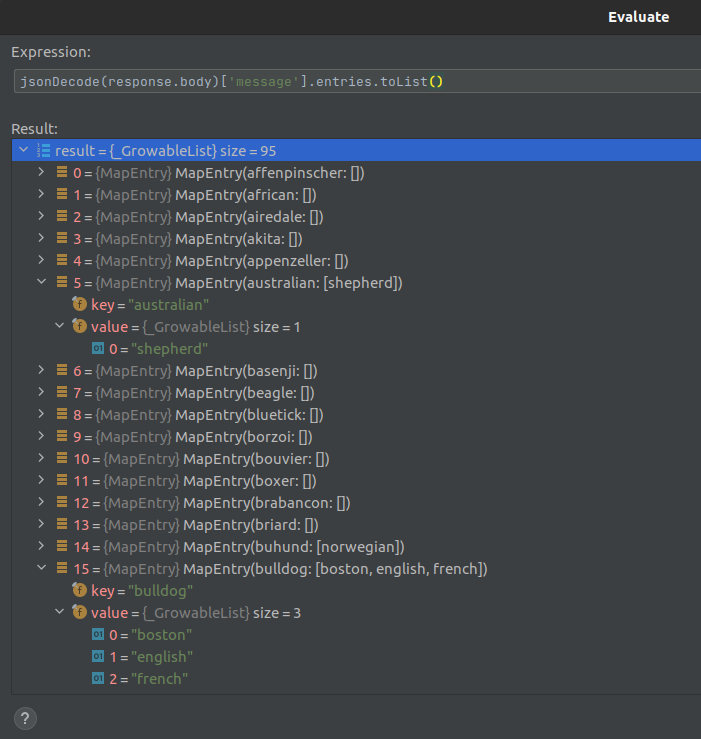 Evaluate
Expression:
jsonDecode(response.body)['message'].entries.toList()
Result:
result = {_GrowableList} size = 95
0 = {MapEntry} MapEntry(affenpinscher: [])
1 = {MapEntry} MapEntry(african: [])
2 = {MapEntry} MapEntry(airedale: [])
3 = {MapEntry} MapEntry(akita: [])
4 = {MapEntry} MapEntry(appenzeller: [])
5 = {MapEntry} MapEntry(australian: [shepherd])
f key = "australian"
f value = {_GrowableList} size = 1
01 0 = "shepherd"
6 = {MapEntry} MapEntry(basenji: [])
7 = {MapEntry} MapEntry(beagle: [])
8 = {MapEntry} MapEntry(bluetick: [])
9 = {MapEntry} MapEntry(borzoi: [])
10 = {MapEntry} MapEntry(bouvier: [])
11 = {MapEntry} MapEntry(boxer: [])
12 = {MapEntry} MapEntry(brabancon: [])
13 = {MapEntry} MapEntry(briard: [])
14 = {MapEntry} MapEntry(buhund: [norwegian])
15 = {MapEntry} MapEntry(bulldog: [boston, english, french])
f key = "bulldog"
f value = {_GrowableList} size = 3
01 0 = "boston"
01 1 = "english"
01 2 = "french"
?